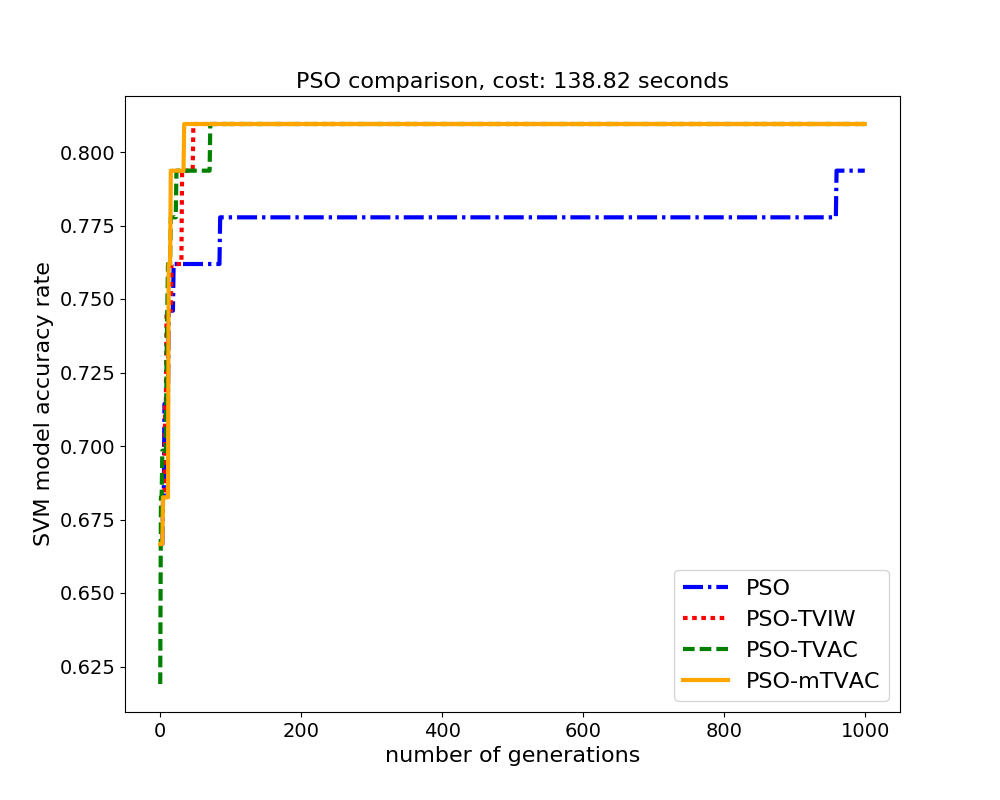 PSO comparison, cost: 138.82 seconds
SVM model accuracy rate
0.800
0.775
0.750
0.725
0.700
0.675
0.650
0.625
0 200 400 600 800 1000
number of generations
PSO
PSO-TVIW
PSO-TVAC
PSO-mTVAC